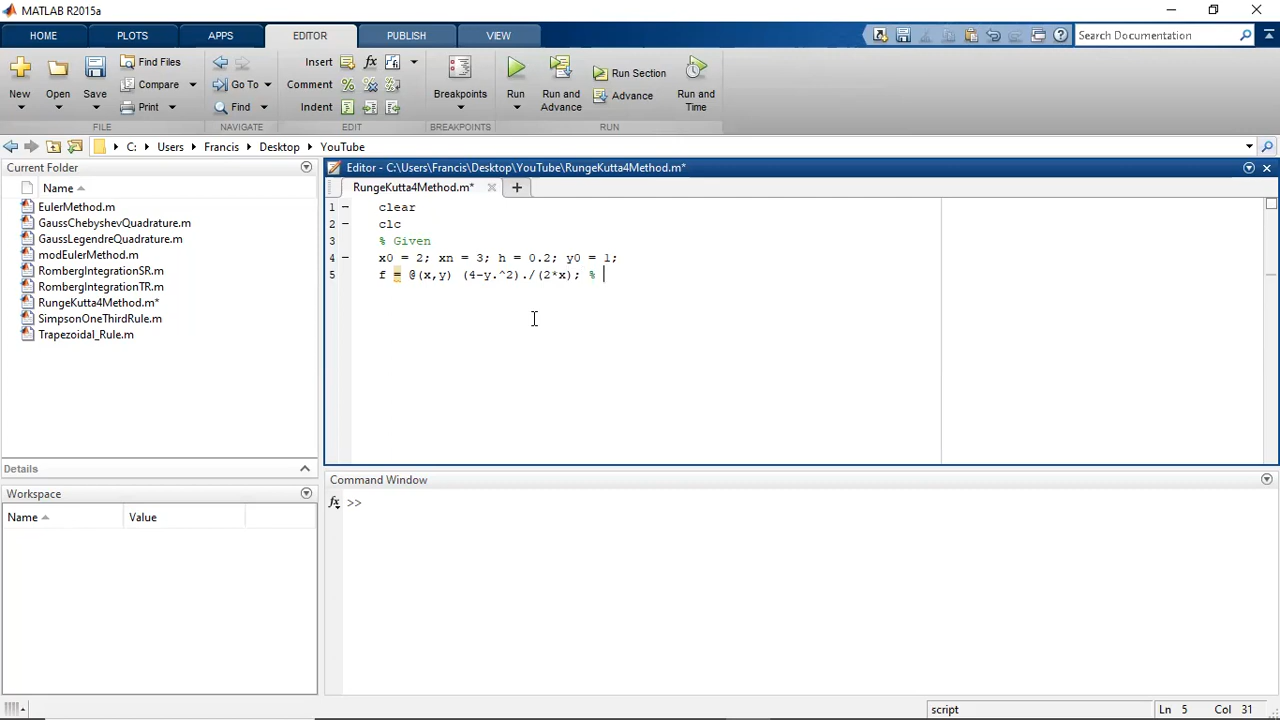 MATLAB R2015a
HOME PLOTS APPS EDITOR PUBLISH VIEW Search Documentation
New Open Save Find Files Compare Print Go To Find Insert fx Comment Indent Breakpoints Run Run and Advance Run Section Advance Run and Time
FILE NAVIGATE EDIT BREAKPOINTS RUN
C: Users Francis Desktop YouTube
Current Folder
Name
EulerMethod.m
GaussChebyshevQuadrature.m
GaussLegendreQuadrature.m
modEulerMethod.m
RombergIntegrationSR.m
RombergIntegrationTR.m
RungeKutta4Method.m*
SimpsonOneThirdRule.m
Trapezoidal_Rule.m
Details
Workspace
Name Value
Editor - C:\Users\Francis\Desktop\YouTube\RungeKutta4Method.m*
RungeKutta4Method.m*
1 clear
2 clc
3 % Given
4 x0 = 2; xn = 3; h = 0.2; y0 = 1;
5 f = @(x,y) (4-y.^2)./(2*x); %
Command Window
fx >>
script Ln 5 Col 31